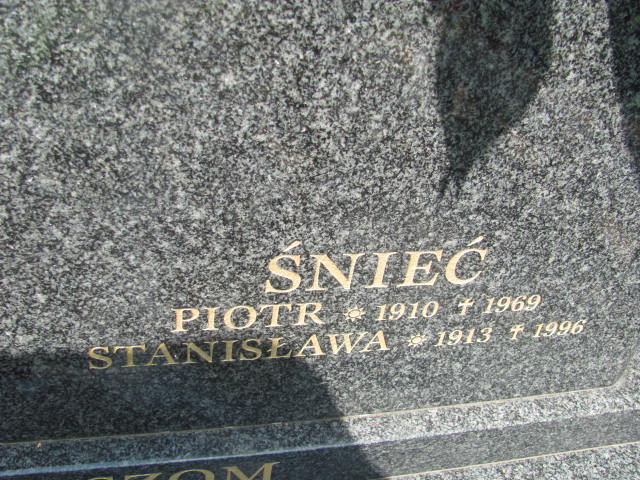 ŚNIEĆ
PIOTR ☼ 1910 ✝ 1969
STANISŁAWA ☼ 1913 ✝ 1996